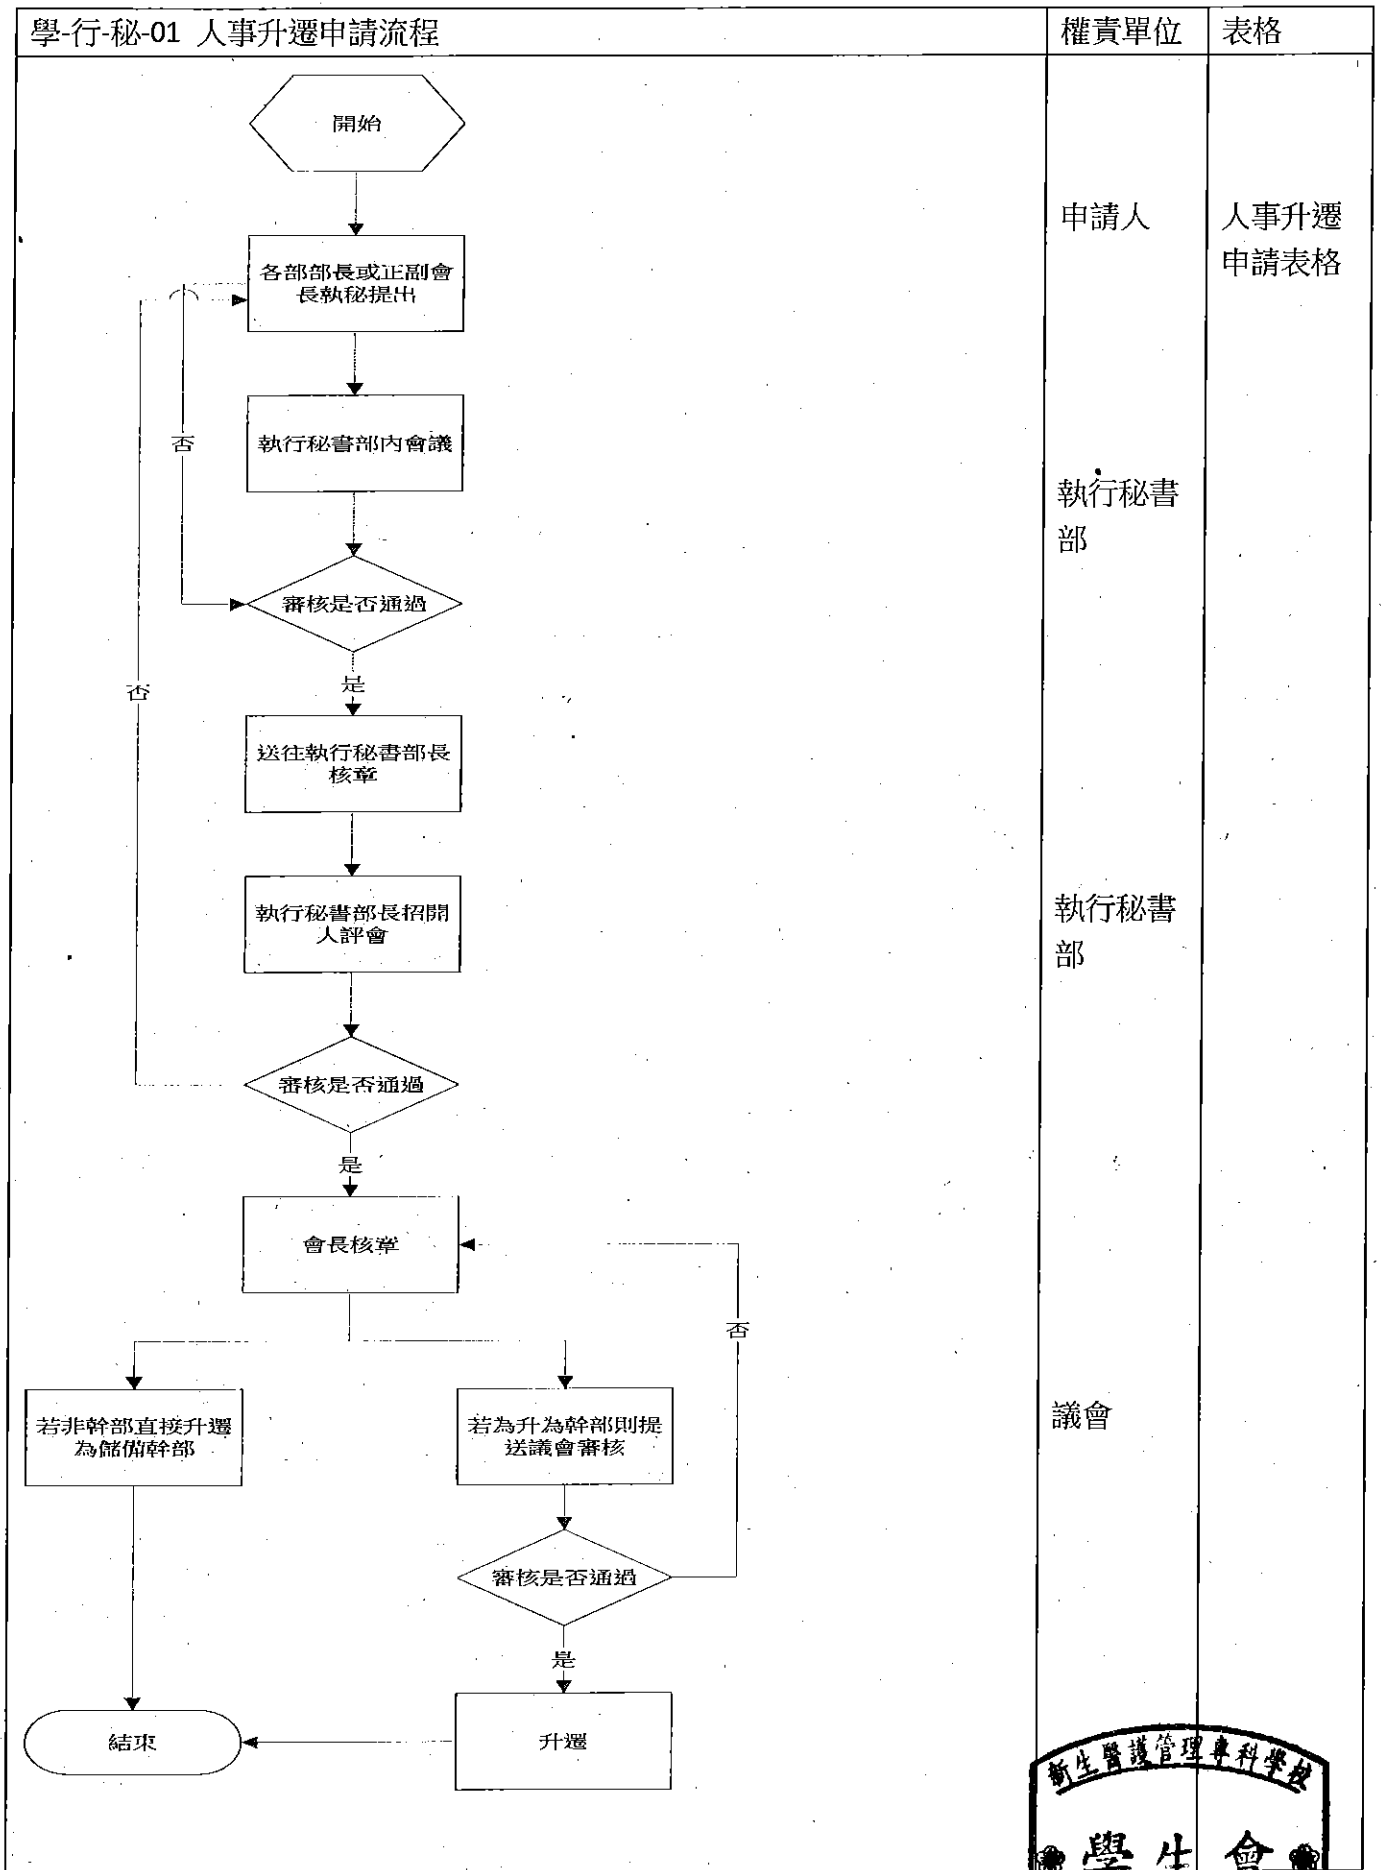 學-行-秘-01 人事升遷申請流程
權責單位
表格
開始
申請人
人事升遷
申請表格
各部部長或正副會
長執秘提出
否
執行秘書部內會議
執行秘書
部
審核是否通過
否
是
送往執行秘書部長
核章
執行秘書部長招開
人評會
執行秘書
部
審核是否通過
是
會長核章
否
若非幹部直接升遷
為儲備幹部
若為升為幹部則提
送議會審核
議會
審核是否通過
是
結束
升遷
新生醫護管理專科學校
學生會